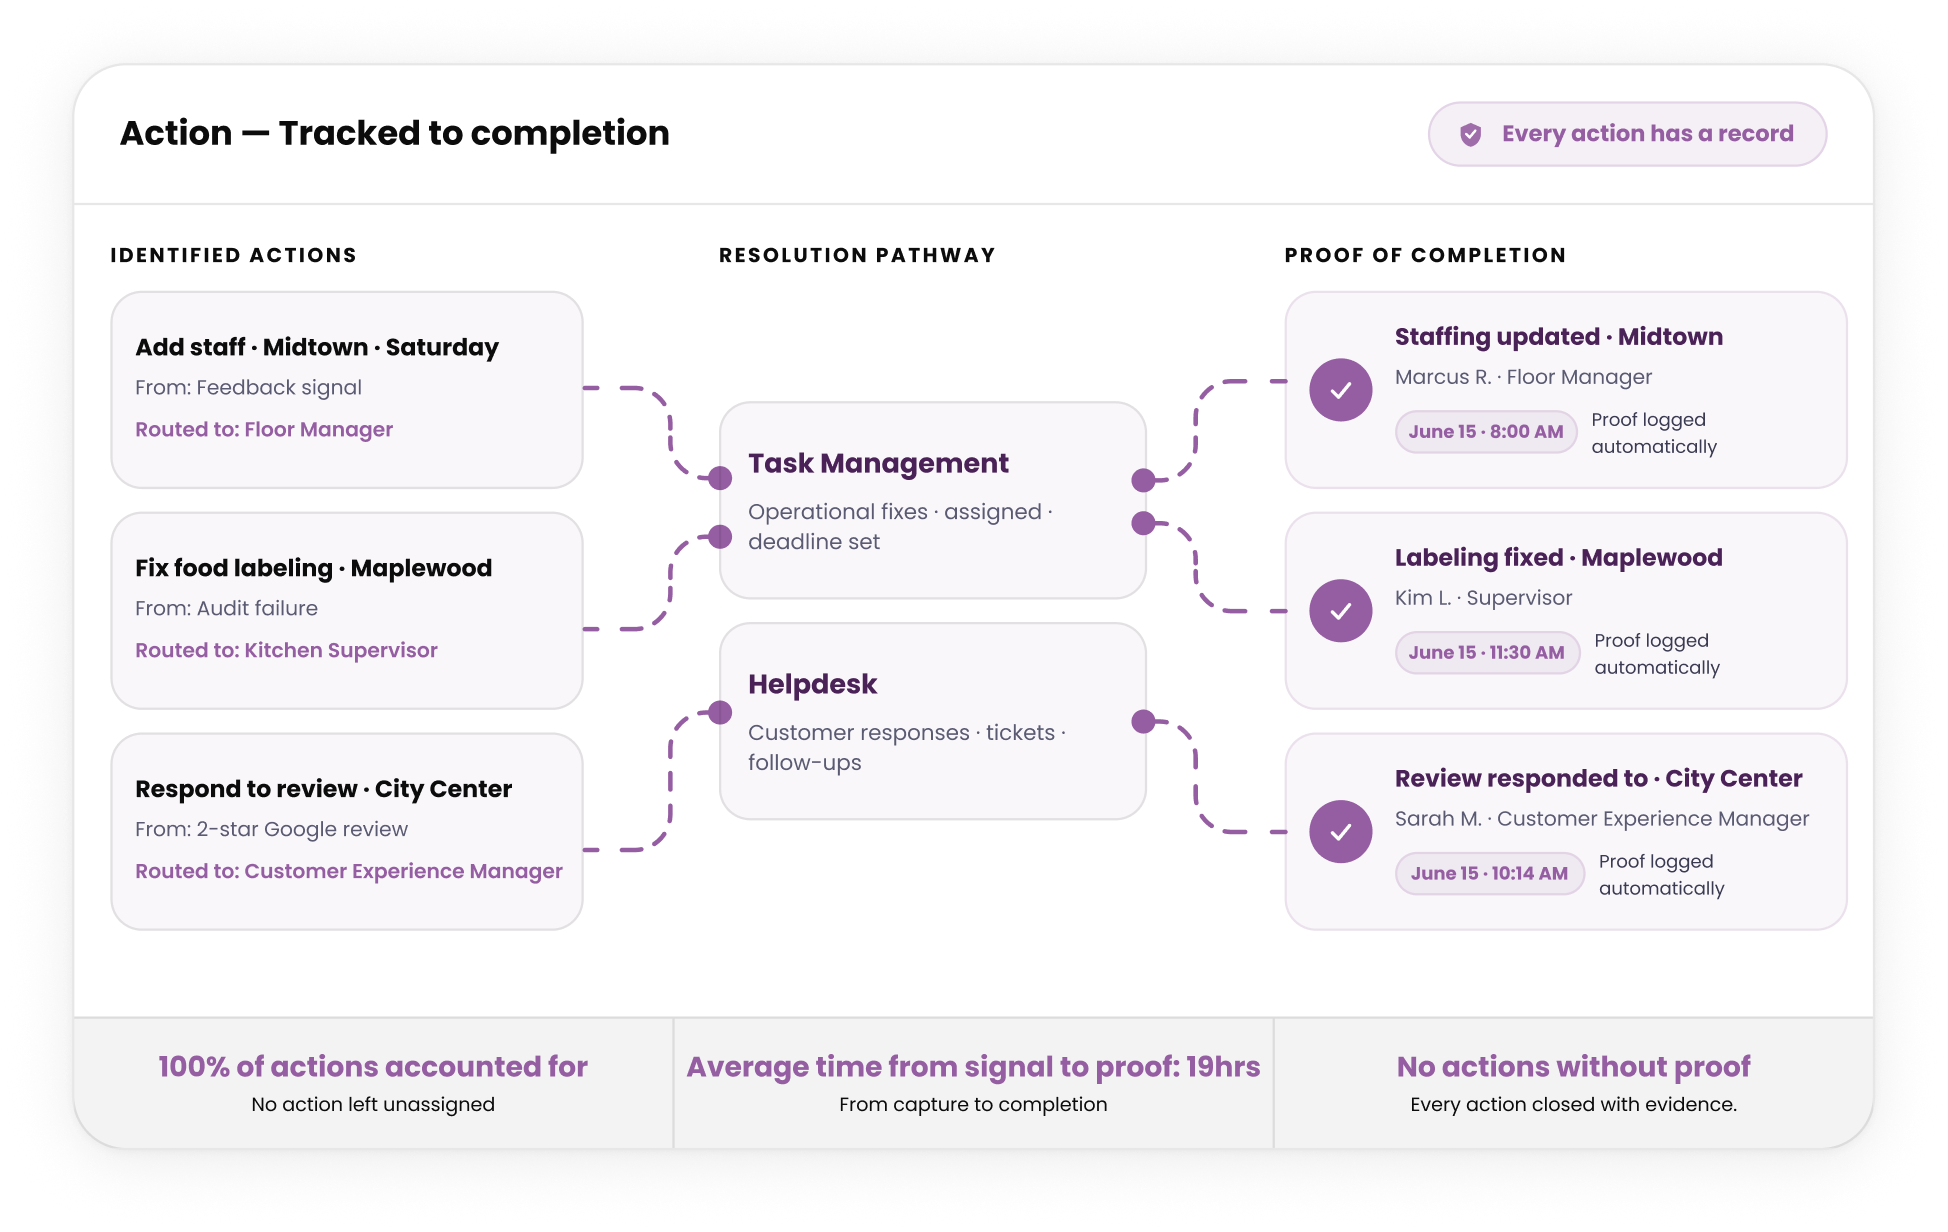 Action — Tracked to completion
Every action has a record
IDENTIFIED ACTIONS
Add staff · Midtown · Saturday
From: Feedback signal
Routed to: Floor Manager
Fix food labeling · Maplewood
From: Audit failure
Routed to: Kitchen Supervisor
Respond to review · City Center
From: 2-star Google review
Routed to: Customer Experience Manager
RESOLUTION PATHWAY
Task Management
Operational fixes · assigned ·
deadline set
Helpdesk
Customer responses · tickets ·
follow-ups
PROOF OF COMPLETION
Staffing updated · Midtown
Marcus R. · Floor Manager
June 15 · 8:00 AM
Proof logged
automatically
Labeling fixed · Maplewood
Kim L. · Supervisor
June 15 · 11:30 AM
Proof logged
automatically
Review responded to · City Center
Sarah M. · Customer Experience Manager
June 15 · 10:14 AM
Proof logged
automatically
100% of actions accounted for
No action left unassigned
Average time from signal to proof: 19hrs
From capture to completion
No actions without proof
Every action closed with evidence.